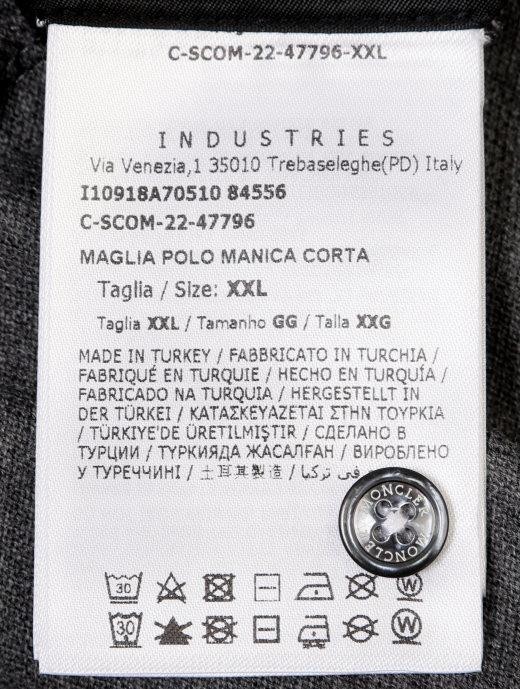 C-SCOM-22-47796-XXL
INDUSTRIES
Via Venezia,1 35010 Trebaseleghe(PD) Italy
I10918A70510 84556
C-SCOM-22-47796
MAGLIA POLO MANICA CORTA
Taglia / Size: XXL
Taglia XXL / Tamanho GG / Talla XXG
MADE IN TURKEY / FABBRICATO IN TURCHIA /
FABRIQUÉ EN TURQUIE / HECHO EN TURQUÍA /
FABRICADO NA TURQUIA / HERGESTELLT IN
DER TÜRKEI / ΚΑΤΑΣΚΕΥΑΖΕΤΑΙ ΣΤΗΝ ΤΟΥΡΚΙΑ
/ TÜRKİYE'DE ÜRETİLMİŞTİR / СДЕЛАНО В
ТУРЦИИ / ТҮРКИЯДА ЖАСАЛҒАН / ВИРОБЛЕНО
У ТУРЕЧЧИНІ / 土耳其製造 / في تركيا
MONCLER
MONCLER
30
W
30
W